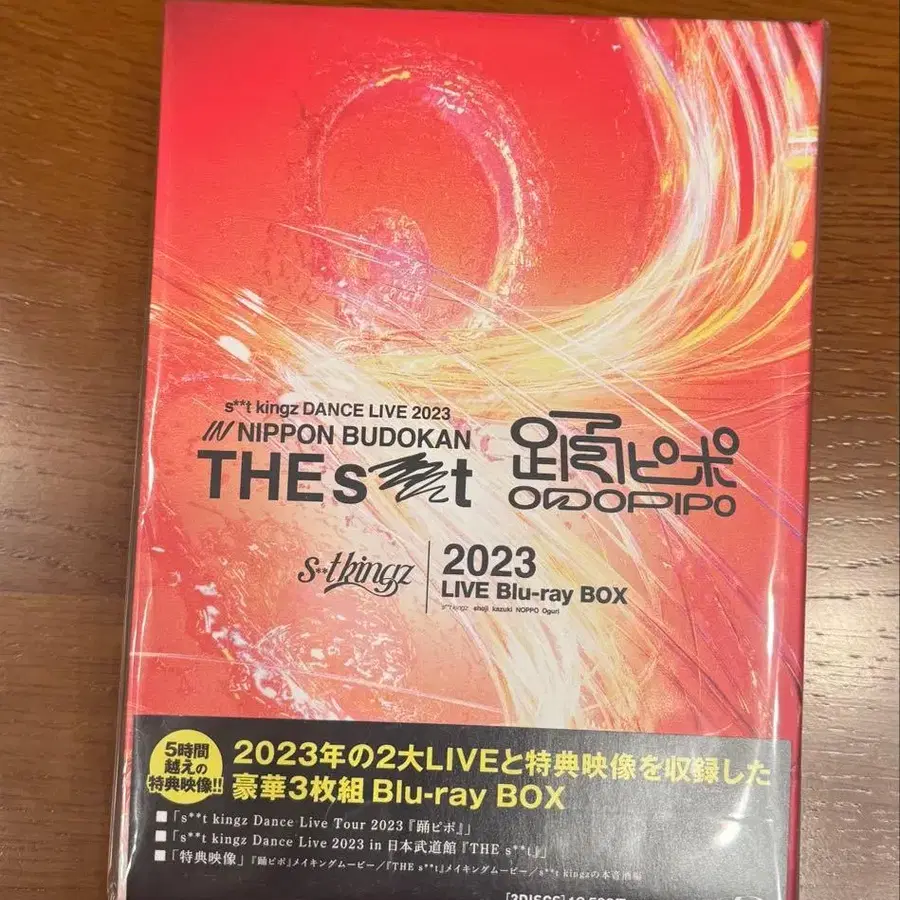 s**t kingz DANCE LIVE 2023
IN NIPPON BUDOKAN
THE s t
踊ピポ
ODOPIPO
s**tkingz
2023
LIVE Blu-ray BOX
s**t kingz shoji kazuki NOPPO Oguri
5時間
越えの
特典映像!!
2023年の2大LIVEと特典映像を収録した
豪華3枚組 Blu-ray BOX
■「s**t kingz Dance Live Tour 2023『踊ピポ』」
■「s**t kingz Dance Live 2023 in 日本武道館『THE s**t』」
■「特典映像」『踊ピポ』メイキングムービー/『THE s**t』メイキングムービー/s**t kingzの本音酒場
[3DISCS]